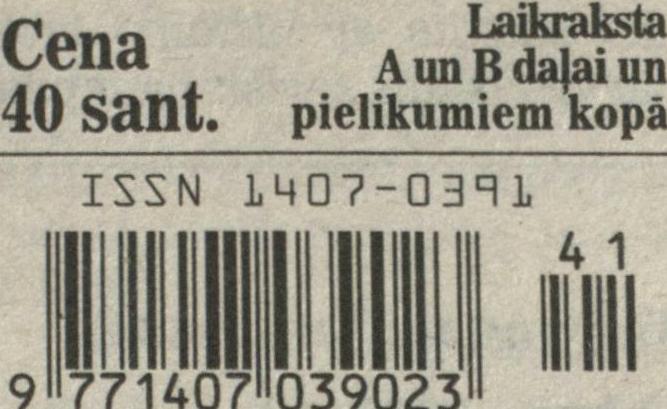 Cena
40 sant.
Laikraksta
A un B daļai un
pielikumiem kopā
ISSN 1407-0391
41
9 771407 039023